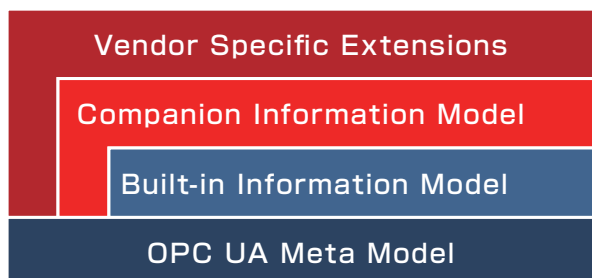 Vendor Specific Extensions
Companion Information Model
Built-in Information Model
OPC UA Meta Model